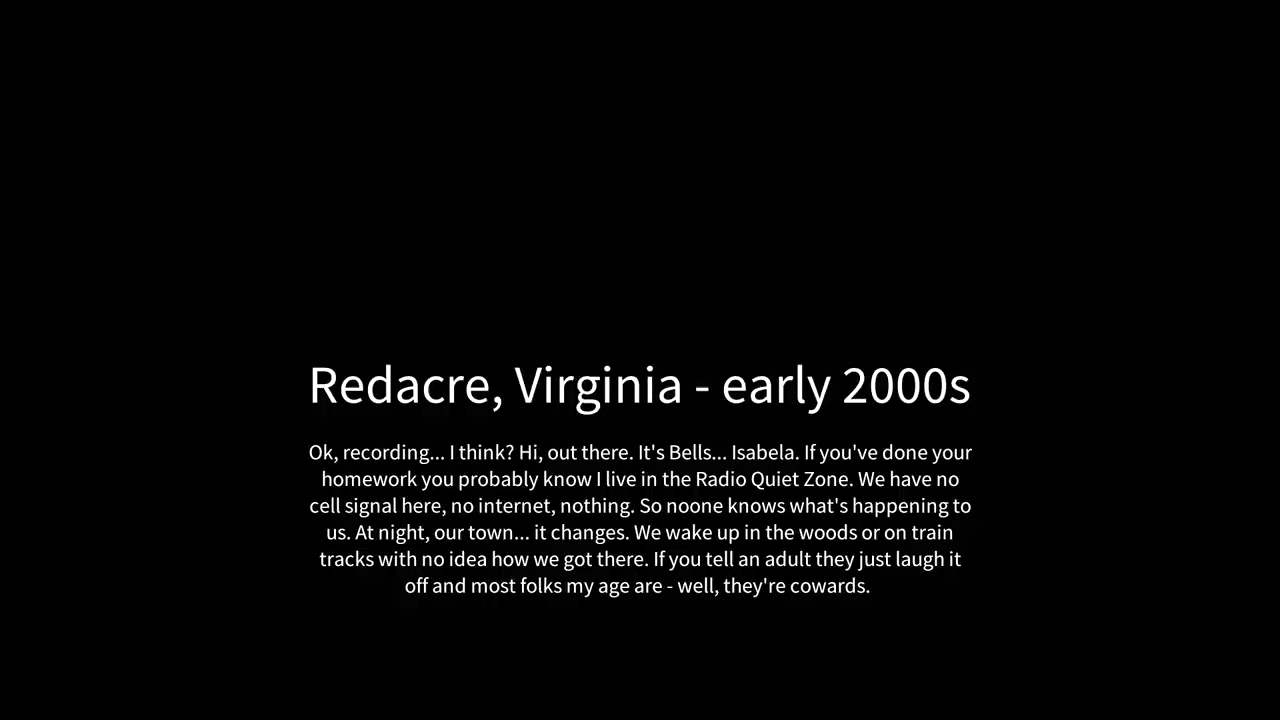 Redacre, Virginia - early 2000s
Ok, recording... I think? Hi, out there. It's Bells... Isabela. If you've done your
homework you probably know I live in the Radio Quiet Zone. We have no
cell signal here, no internet, nothing. So noone knows what's happening to
us. At night, our town... it changes. We wake up in the woods or on train
tracks with no idea how we got there. If you tell an adult they just laugh it
off and most folks my age are - well, they're cowards.